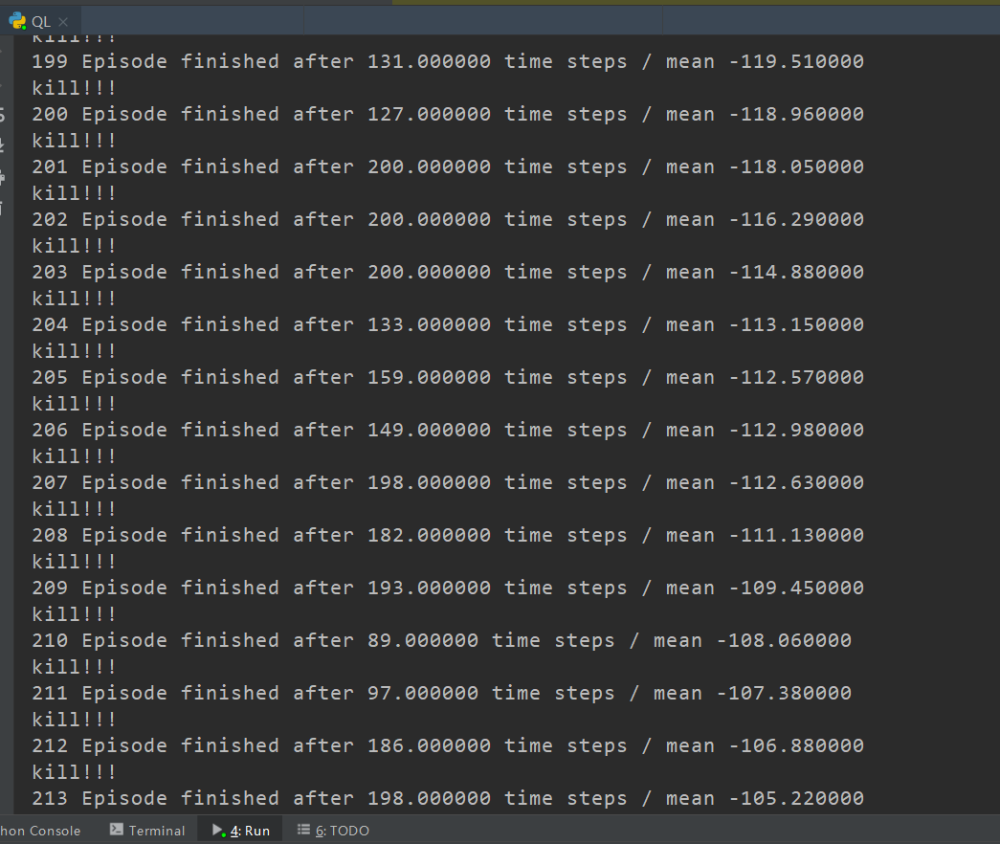 QL
kill!!!
199 Episode finished after 131.000000 time steps / mean -119.510000
kill!!!
200 Episode finished after 127.000000 time steps / mean -118.960000
kill!!!
201 Episode finished after 200.000000 time steps / mean -118.050000
kill!!!
202 Episode finished after 200.000000 time steps / mean -116.290000
kill!!!
203 Episode finished after 200.000000 time steps / mean -114.880000
kill!!!
204 Episode finished after 133.000000 time steps / mean -113.150000
kill!!!
205 Episode finished after 159.000000 time steps / mean -112.570000
kill!!!
206 Episode finished after 149.000000 time steps / mean -112.980000
kill!!!
207 Episode finished after 198.000000 time steps / mean -112.630000
kill!!!
208 Episode finished after 182.000000 time steps / mean -111.130000
kill!!!
209 Episode finished after 193.000000 time steps / mean -109.450000
kill!!!
210 Episode finished after 89.000000 time steps / mean -108.060000
kill!!!
211 Episode finished after 97.000000 time steps / mean -107.380000
kill!!!
212 Episode finished after 186.000000 time steps / mean -106.880000
kill!!!
213 Episode finished after 198.000000 time steps / mean -105.220000
hon Console Terminal 4: Run 6: TODO